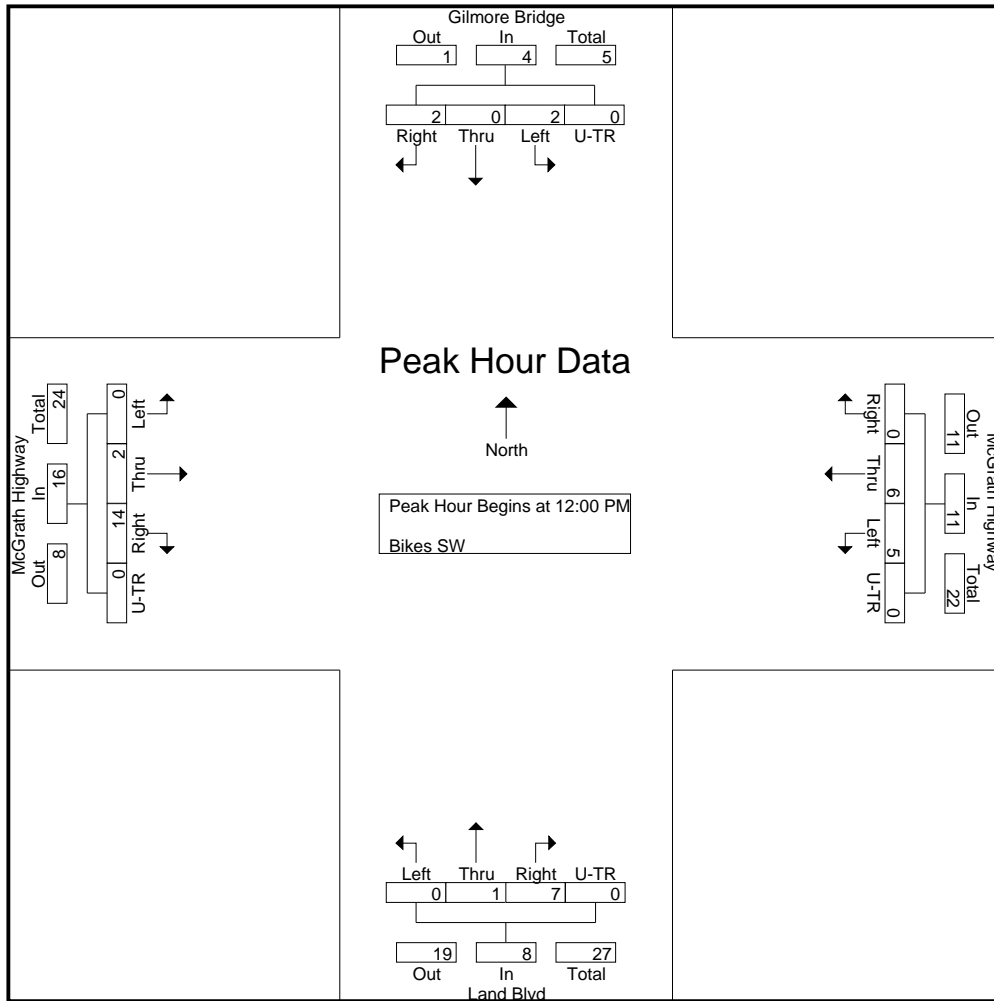 Gilmore Bridge
Out In Total
1 4 5
2 0 2 0
Right Thru Left U-TR
Peak Hour Data
North
Peak Hour Begins at 12:00 PM
Bikes SW
McGrath Highway
Total In Out
24 16 8
0 2 14 0
Left Thru Right U-TR
McGrath Highway
Out In Total
11 11 22
0 6 5 0
Right Thru Left U-TR
Left Thru Right U-TR
0 1 7 0
19 8 27
Out In Total
Land Blvd